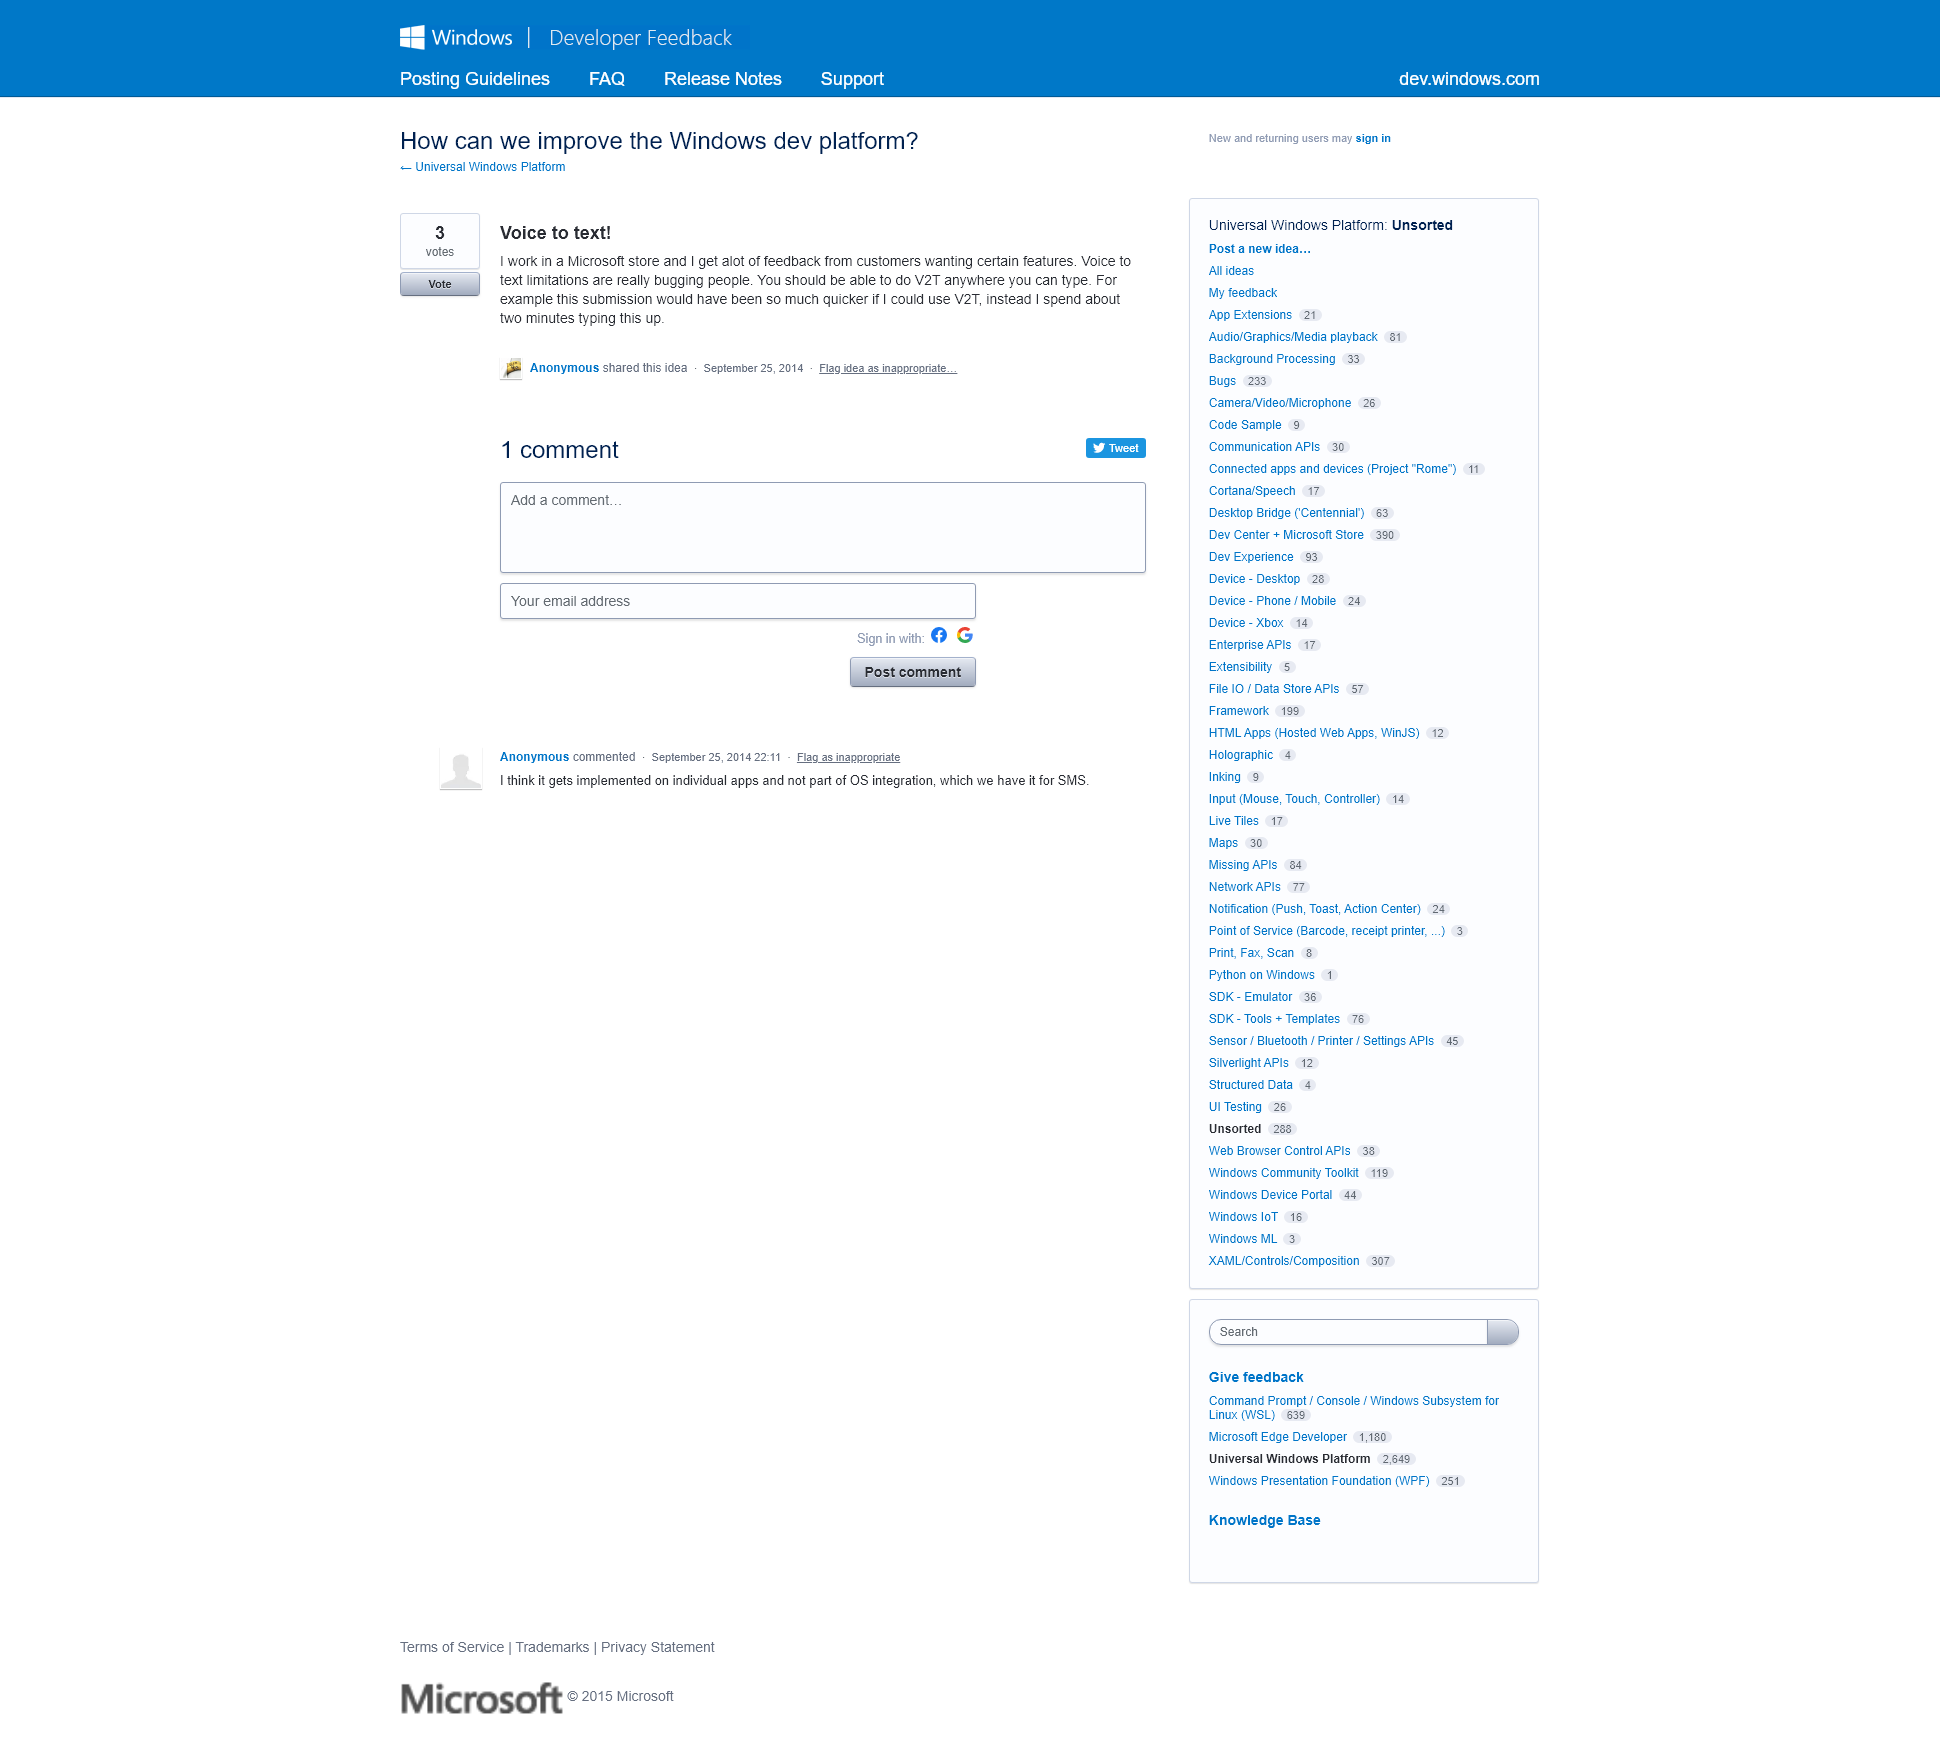 Windows | Developer Feedback
Posting Guidelines FAQ Release Notes Support dev.windows.com
How can we improve the Windows dev platform?
← Universal Windows Platform
New and returning users may sign in
3
votes
Vote
Voice to text!
I work in a Microsoft store and I get alot of feedback from customers wanting certain features. Voice to
text limitations are really bugging people. You should be able to do V2T anywhere you can type. For
example this submission would have been so much quicker if I could use V2T, instead I spend about
two minutes typing this up.
Anonymous shared this idea · September 25, 2014 · Flag idea as inappropriate…
1 comment
Tweet
Add a comment…
Your email address
Sign in with:
Post comment
Anonymous commented · September 25, 2014 22:11 · Flag as inappropriate
I think it gets implemented on individual apps and not part of OS integration, which we have it for SMS.
Universal Windows Platform: Unsorted
Post a new idea…
All ideas
My feedback
App Extensions 21
Audio/Graphics/Media playback 81
Background Processing 33
Bugs 233
Camera/Video/Microphone 26
Code Sample 9
Communication APIs 30
Connected apps and devices (Project "Rome") 11
Cortana/Speech 17
Desktop Bridge ('Centennial') 63
Dev Center + Microsoft Store 390
Dev Experience 93
Device - Desktop 28
Device - Phone / Mobile 24
Device - Xbox 14
Enterprise APIs 17
Extensibility 5
File IO / Data Store APIs 57
Framework 199
HTML Apps (Hosted Web Apps, WinJS) 12
Holographic 4
Inking 9
Input (Mouse, Touch, Controller) 14
Live Tiles 17
Maps 30
Missing APIs 84
Network APIs 77
Notification (Push, Toast, Action Center) 24
Point of Service (Barcode, receipt printer, ...) 3
Print, Fax, Scan 8
Python on Windows 1
SDK - Emulator 36
SDK - Tools + Templates 76
Sensor / Bluetooth / Printer / Settings APIs 45
Silverlight APIs 12
Structured Data 4
UI Testing 26
Unsorted 288
Web Browser Control APIs 38
Windows Community Toolkit 119
Windows Device Portal 44
Windows IoT 16
Windows ML 3
XAML/Controls/Composition 307
Search
Give feedback
Command Prompt / Console / Windows Subsystem for
Linux (WSL) 639
Microsoft Edge Developer 1,180
Universal Windows Platform 2,649
Windows Presentation Foundation (WPF) 251
Knowledge Base
Terms of Service | Trademarks | Privacy Statement
Microsoft © 2015 Microsoft